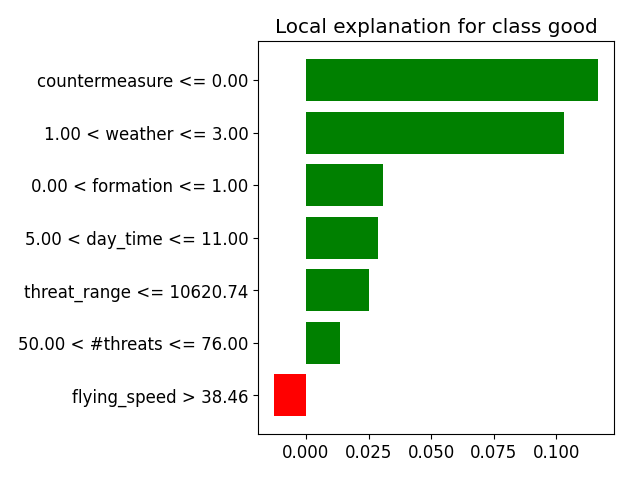 Local explanation for class good
countermeasure <= 0.00
1.00 < weather <= 3.00
0.00 < formation <= 1.00
5.00 < day_time <= 11.00
threat_range <= 10620.74
50.00 < #threats <= 76.00
flying_speed > 38.46
0.000 0.025 0.050 0.075 0.100